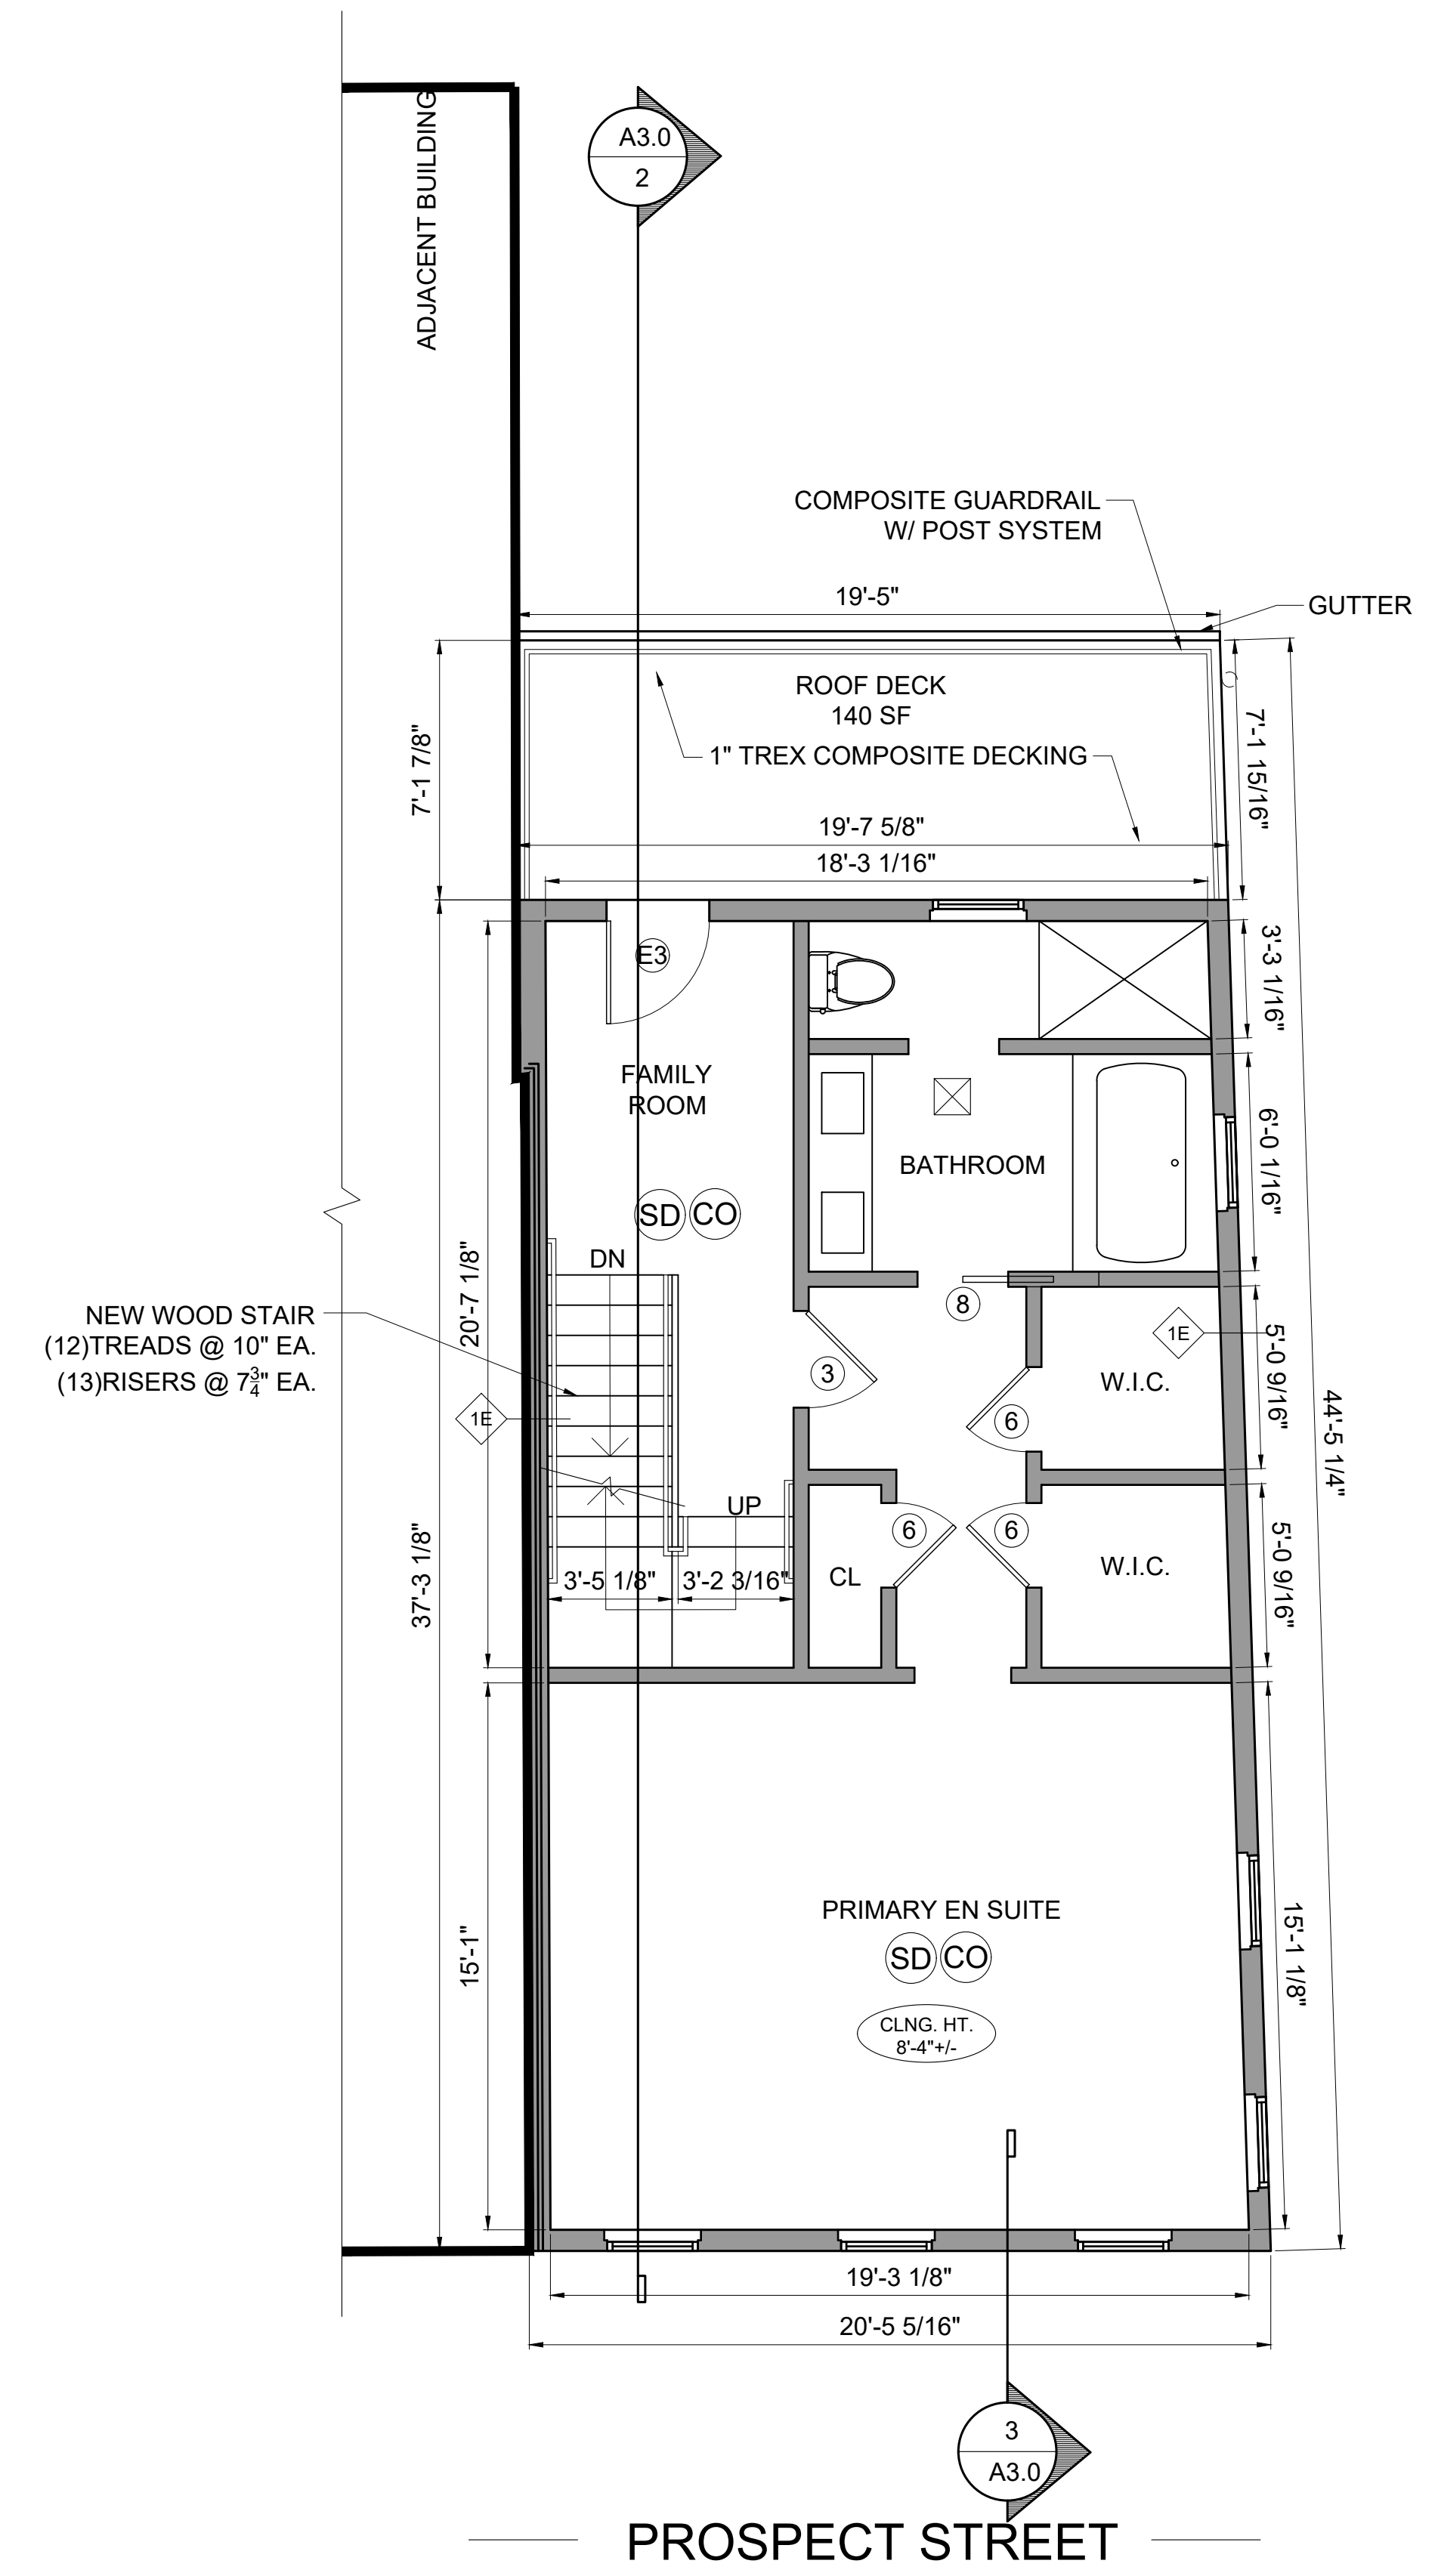 ADJACENT BUILDING
A3.0
2
COMPOSITE GUARDRAIL
W/ POST SYSTEM
19'-5"
GUTTER
ROOF DECK
140 SF
1" TREX COMPOSITE DECKING
7'-1 7/8"
7'-1 15/16"
19'-7 5/8"
18'-3 1/16"
E3
3'-3 1/16"
FAMILY
ROOM
BATHROOM
6'-0 1/16"
SD CO
DN
20'-7 1/8"
NEW WOOD STAIR
(12)TREADS @ 10" EA.
(13)RISERS @ 7 3/4" EA.
8
1E
1E
3
W.I.C.
5'-0 9/16"
6
44'-5 1/4"
UP
37'-3 1/8"
6
6
CL
W.I.C.
5'-0 9/16"
3'-5 1/8"
3'-2 3/16"
PRIMARY EN SUITE
SD CO
CLNG. HT.
8'-4"+/-
15'-1"
15'-1 1/8"
19'-3 1/8"
20'-5 5/16"
3
A3.0
PROSPECT STREET